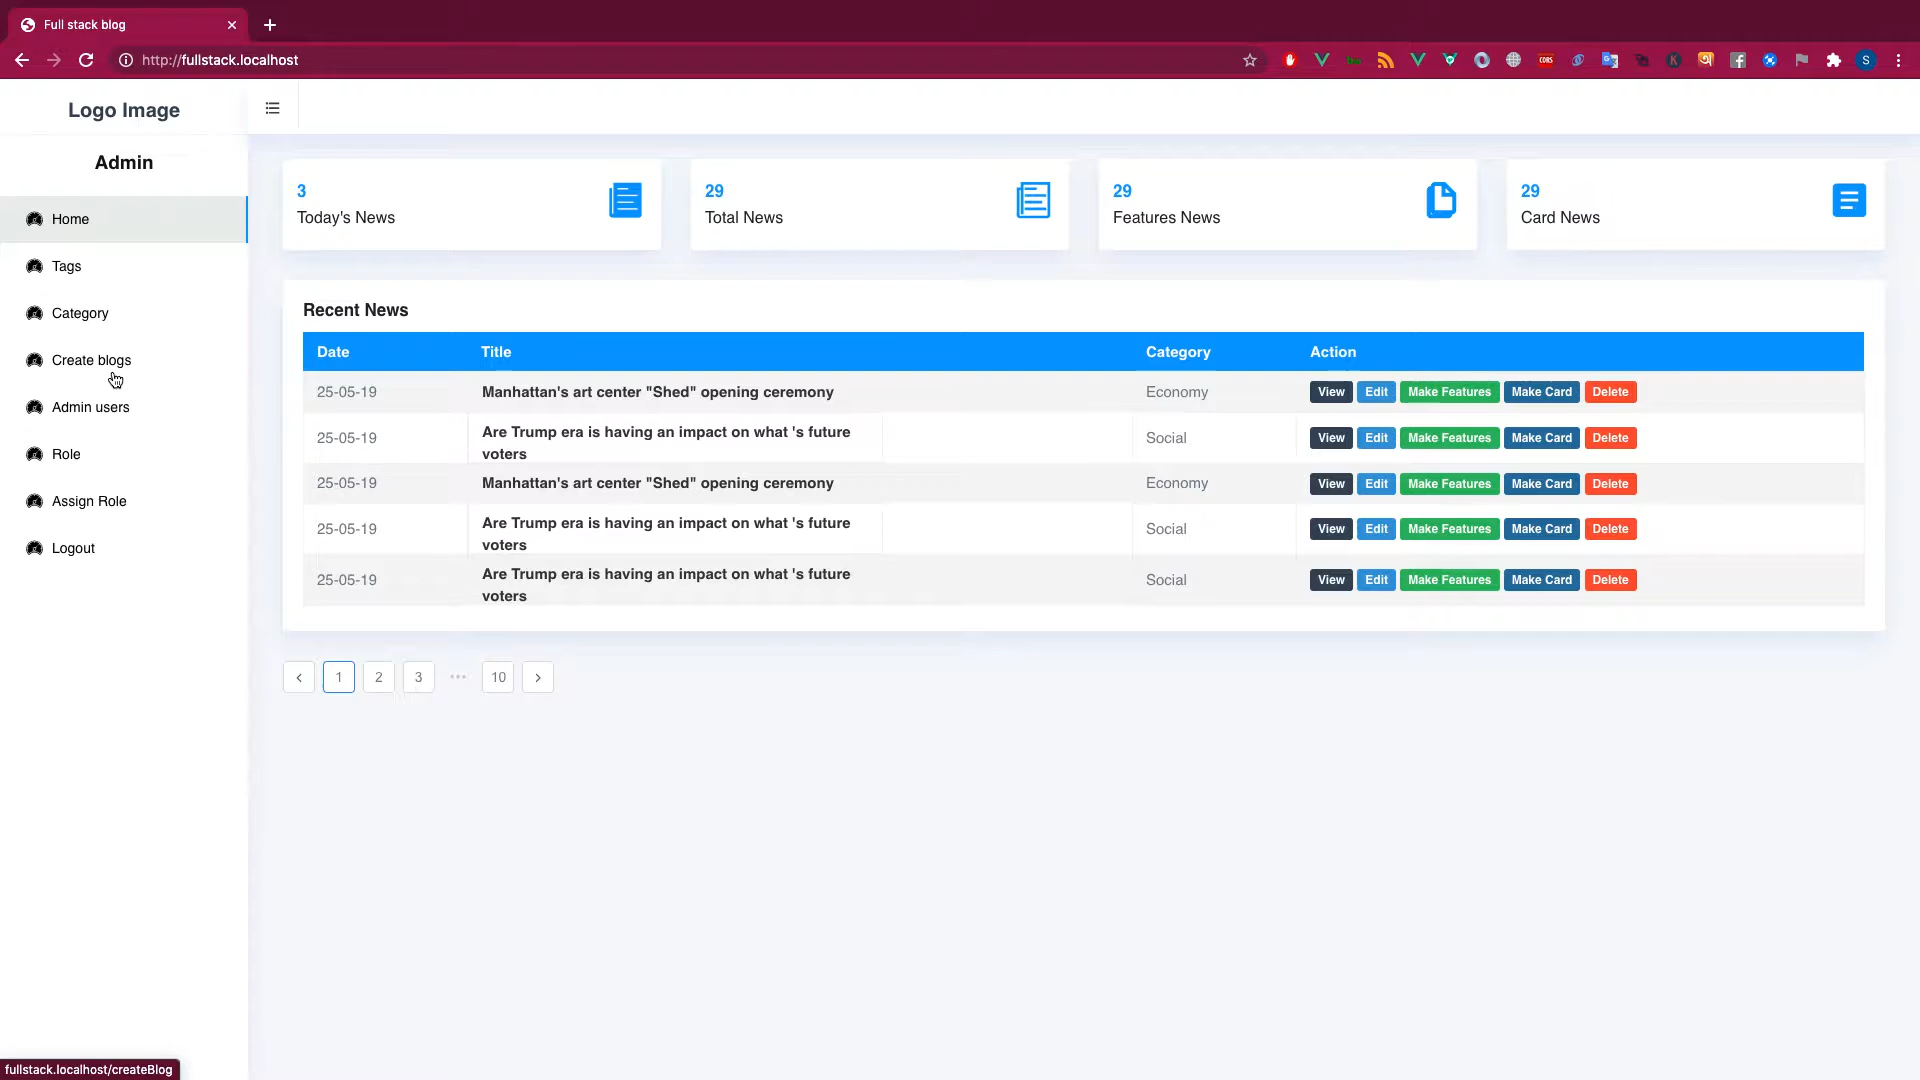 Full stack blog
http://fullstack.localhost
CORS
K
S
Logo Image
Admin
Home
Tags
Category
Create blogs
Admin users
Role
Assign Role
Logout
3
Today's News
29
Total News
29
Features News
29
Card News
Recent News
Date Title Category Action
25-05-19 Manhattan's art center "Shed" opening ceremony Economy View Edit Make Features Make Card Delete
25-05-19 Are Trump era is having an impact on what 's future Social View Edit Make Features Make Card Delete
voters
25-05-19 Manhattan's art center "Shed" opening ceremony Economy View Edit Make Features Make Card Delete
25-05-19 Are Trump era is having an impact on what 's future Social View Edit Make Features Make Card Delete
voters
25-05-19 Are Trump era is having an impact on what 's future Social View Edit Make Features Make Card Delete
voters
1 2 3 ••• 10
fullstack.localhost/createBlog